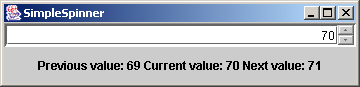 SimpleSpinner
70
Previous value: 69 Current value: 70 Next value: 71